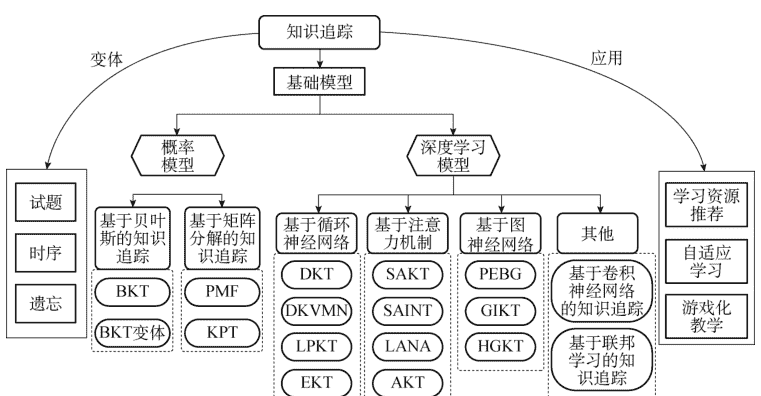 知识追踪
变体
应用
基础模型
概率
模型
深度学习
模型
试题
时序
遗忘
基于贝叶
斯的知识
追踪
BKT
BKT变体
基于矩阵
分解的知
识追踪
PMF
KPT
基于循环
神经网络
DKT
DKVMN
LPKT
EKT
基于注意
力机制
SAKT
SAINT
LANA
AKT
基于图
神经网络
PEBG
GIKT
HGKT
其他
基于卷积
神经网络
的知识追踪
基于联邦
学习的知
识追踪
学习资源
推荐
自适应
学习
游戏化
教学